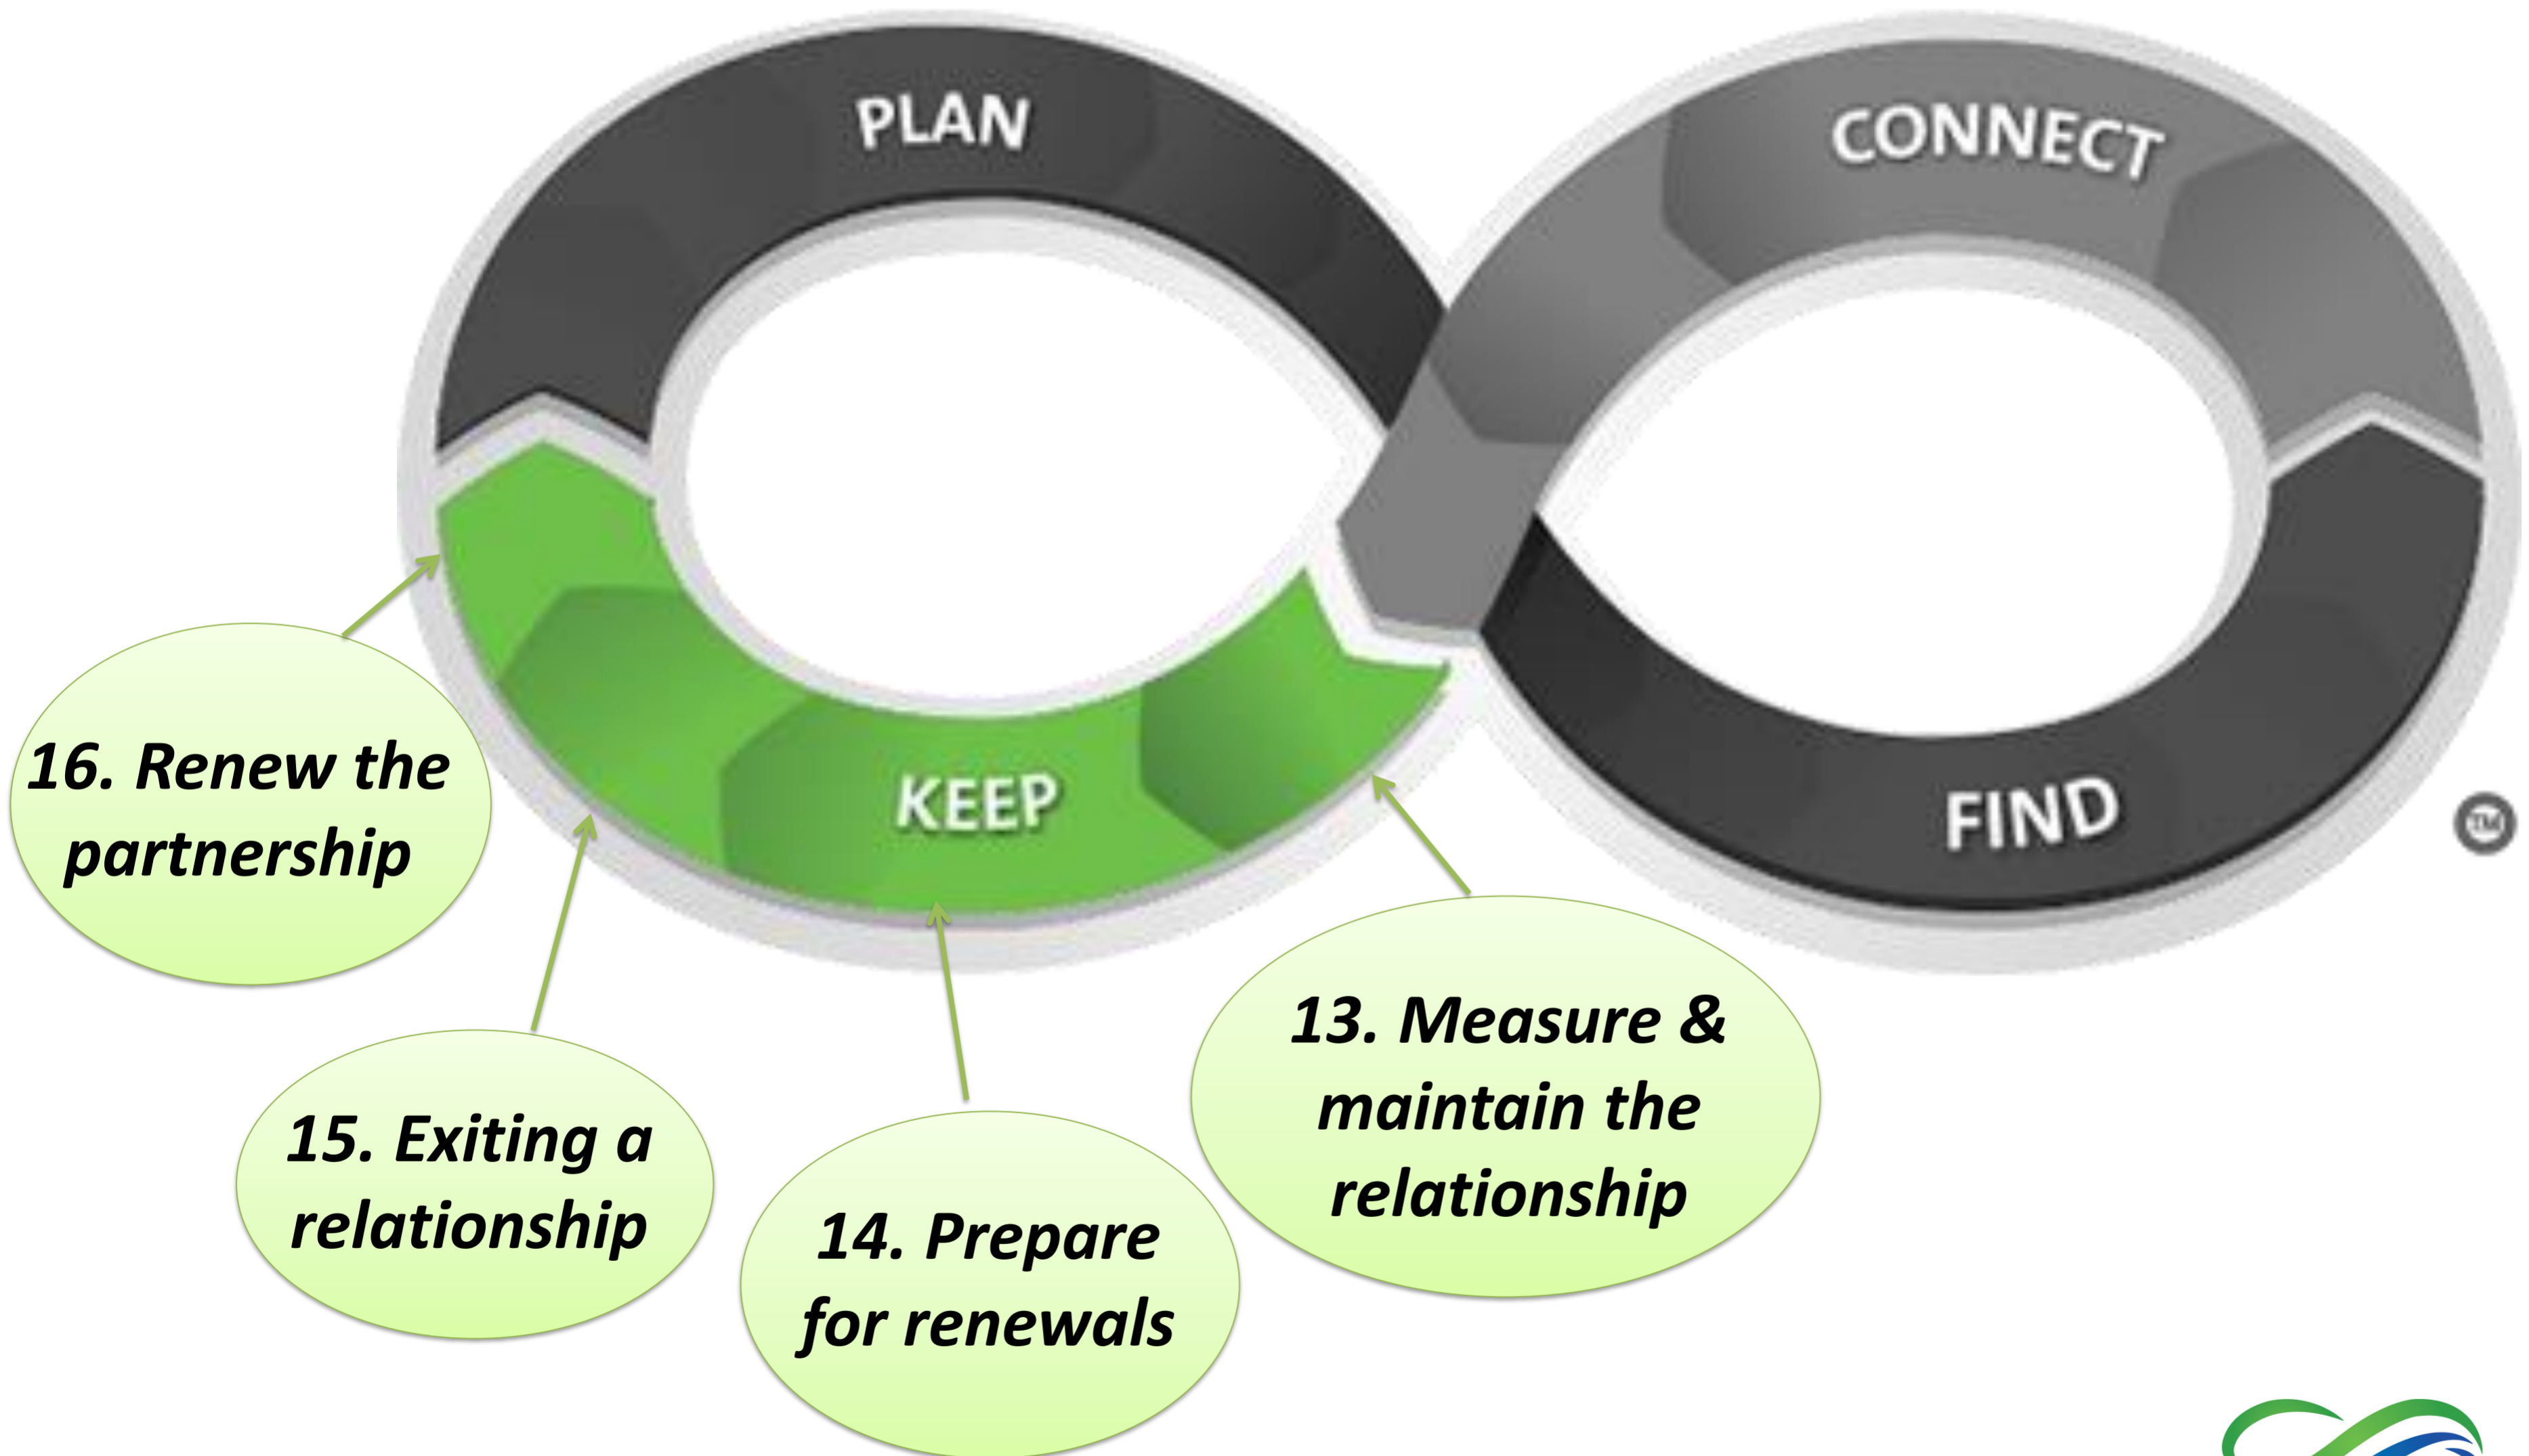 PLAN
CONNECT
KEEP
FIND
TM
16. Renew the
partnership
15. Exiting a
relationship
14. Prepare
for renewals
13. Measure &
maintain the
relationship